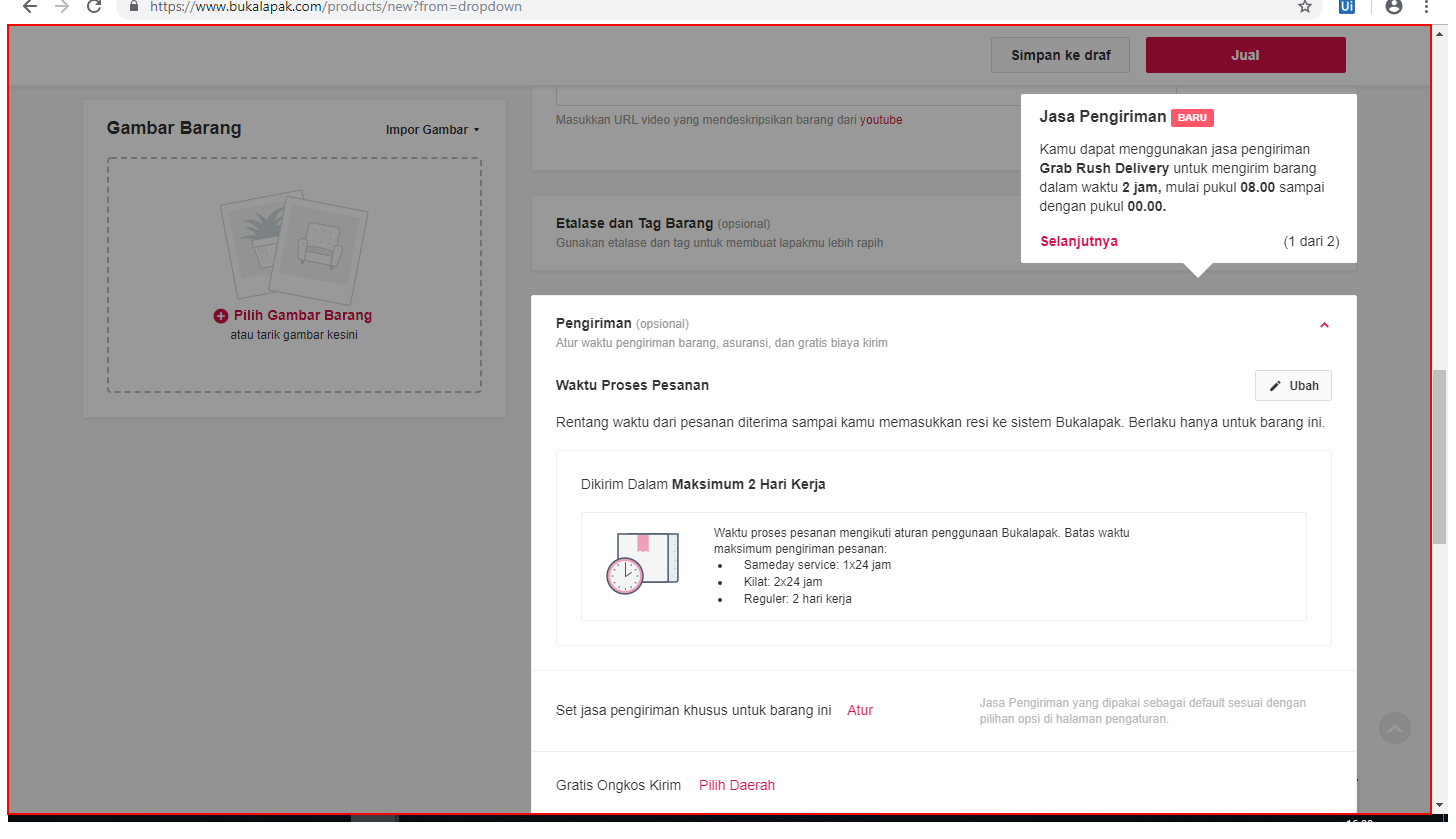 https://www.bukalapak.com/products/new?from=dropdown
Ui
Simpan ke draf
Jual
Gambar Barang
Impor Gambar
Pilih Gambar Barang
atau tarik gambar kesini
Masukkan URL video yang mendeskripsikan barang dari youtube
Jasa Pengiriman BARU
Kamu dapat menggunakan jasa pengiriman
Grab Rush Delivery untuk mengirim barang
dalam waktu 2 jam, mulai pukul 08.00 sampai
dengan pukul 00.00.
Selanjutnya (1 dari 2)
Etalase dan Tag Barang (opsional)
Gunakan etalase dan tag untuk membuat lapakmu lebih rapih
Pengiriman (opsional)
Atur waktu pengiriman barang, asuransi, dan gratis biaya kirim
Waktu Proses Pesanan
Ubah
Rentang waktu dari pesanan diterima sampai kamu memasukkan resi ke sistem Bukalapak. Berlaku hanya untuk barang ini.
Dikirim Dalam Maksimum 2 Hari Kerja
Waktu proses pesanan mengikuti aturan penggunaan Bukalapak. Batas waktu
maksimum pengiriman pesanan:
• Sameday service: 1x24 jam
• Kilat: 2x24 jam
• Reguler: 2 hari kerja
Set jasa pengiriman khusus untuk barang ini Atur
Jasa Pengiriman yang dipakai sebagai default sesuai dengan
pilihan opsi di halaman pengaturan.
Gratis Ongkos Kirim Pilih Daerah